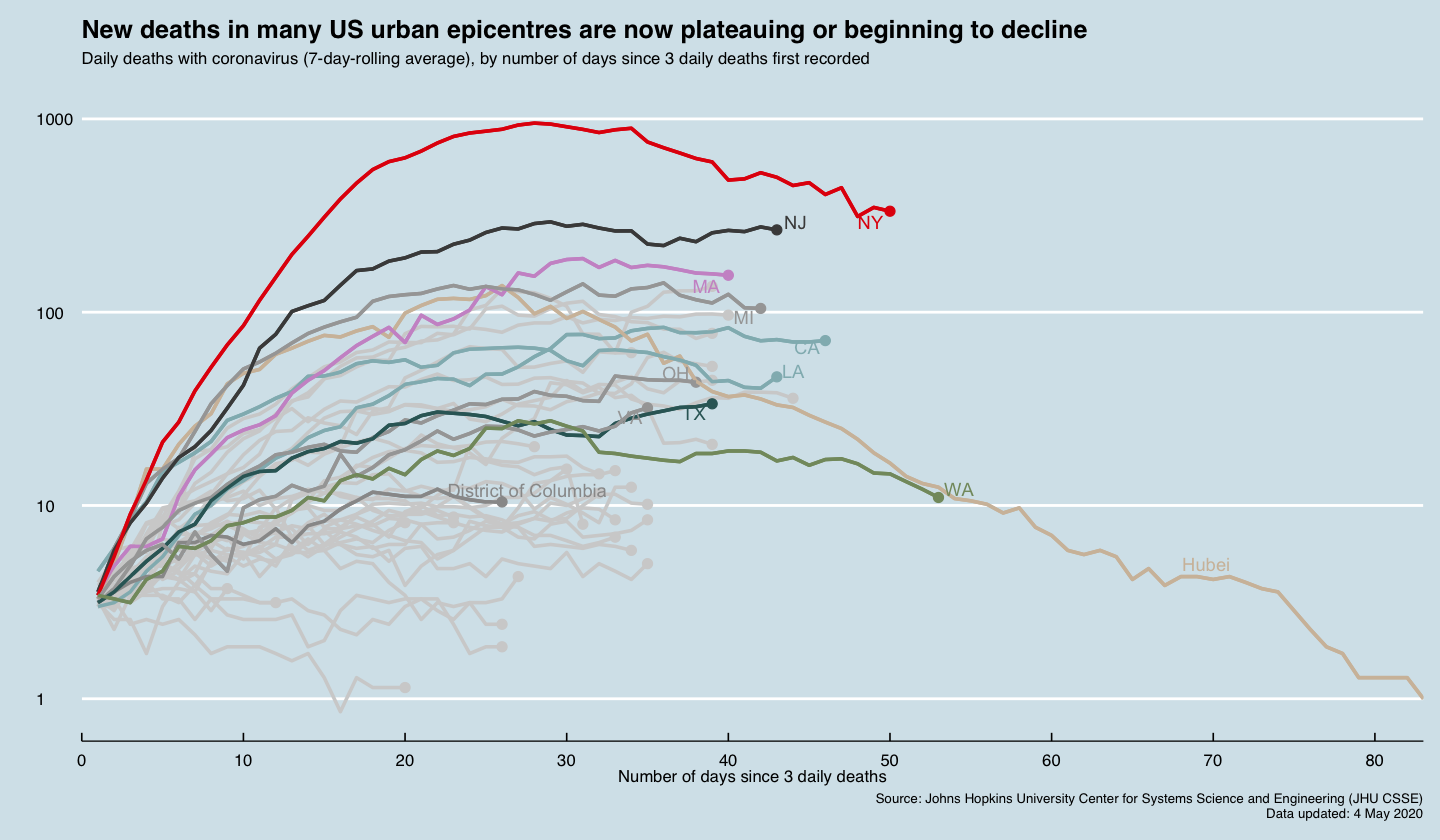 New deaths in many US urban epicentres are now plateauing or beginning to decline
Daily deaths with coronavirus (7-day-rolling average), by number of days since 3 daily deaths first recorded
1000
NJ
NY
MA
100
MI
CA
OH
LA
VA
TX
District of Columbia
WA
10
Hubei
1
0 10 20 30 40 50 60 70 80
Number of days since 3 daily deaths
Source: Johns Hopkins University Center for Systems Science and Engineering (JHU CSSE)
Data updated: 4 May 2020